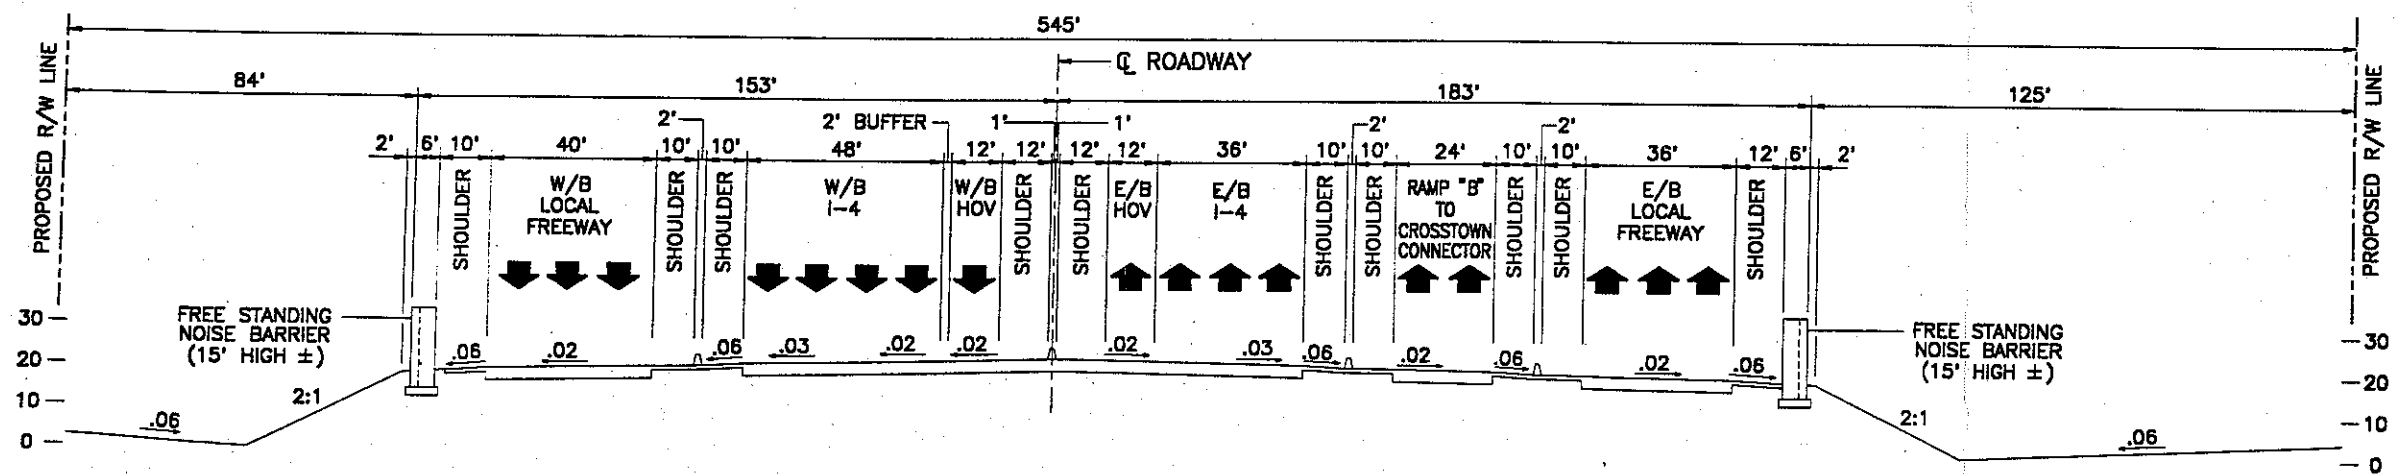 545'
℄ ROADWAY
84'
153'
183'
125'
PROPOSED R/W LINE
PROPOSED R/W LINE
2'
2' BUFFER
1'
1'
2'
2'
2'
6'
10'
40'
10'
10'
48'
12'
12'
12'
12'
36'
10'
10'
24'
10'
10'
36'
12'
6'
2'
SHOULDER
W/B
LOCAL
FREEWAY
SHOULDER
SHOULDER
W/B
I-4
W/B
HOV
SHOULDER
SHOULDER
E/B
HOV
E/B
I-4
SHOULDER
SHOULDER
RAMP "B"
TO
CROSSTOWN
CONNECTOR
SHOULDER
SHOULDER
E/B
LOCAL
FREEWAY
SHOULDER
FREE STANDING
NOISE BARRIER
(15' HIGH ±)
FREE STANDING
NOISE BARRIER
(15' HIGH ±)
30
20
10
0
30
20
10
0
.06
.02
.06
.03
.02
.02
.02
.03
.06
.02
.06
.02
.06
2:1
2:1
.06
.06